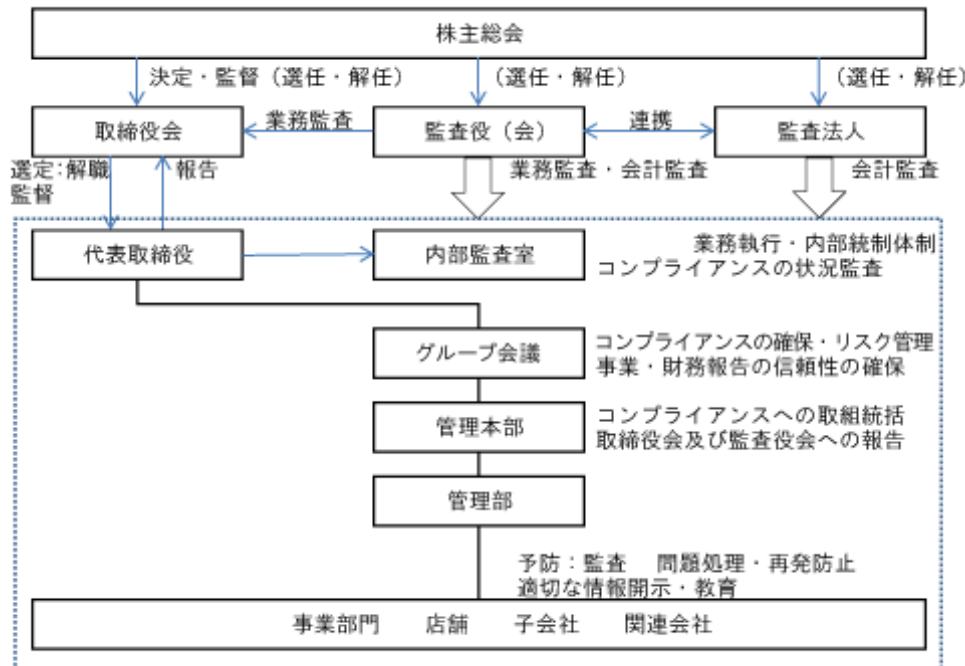 株主総会
決定・監督（選任・解任）
(選任・解任)
(選任・解任)
取締役会
業務監査
監査役（会）
連携
監査法人
選定:解職
監督
報告
業務監査・会計監査
会計監査
代表取締役
内部監査室
業務執行・内部統制体制
コンプライアンスの状況監査
グループ会議
コンプライアンスの確保・リスク管理
事業・財務報告の信頼性の確保
管理本部
コンプライアンスへの取組統括
取締役会及び監査役会への報告
管理部
予防：監査　問題処理・再発防止
適切な情報開示・教育
事業部門　店舗　子会社　関連会社